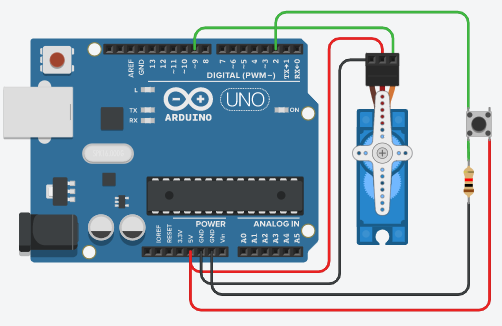 AREF
GND
13
12
~11
~10
~9
8
7
~6
~5
4
~3
2
TX→1
RX←0
DIGITAL (PWM~)
L
TX
RX
UNO
ARDUINO
ON
POWER
ANALOG IN
IOREF
RESET
3.3V
5V
GND
GND
Vin
A0
A1
A2
A3
A4
A5